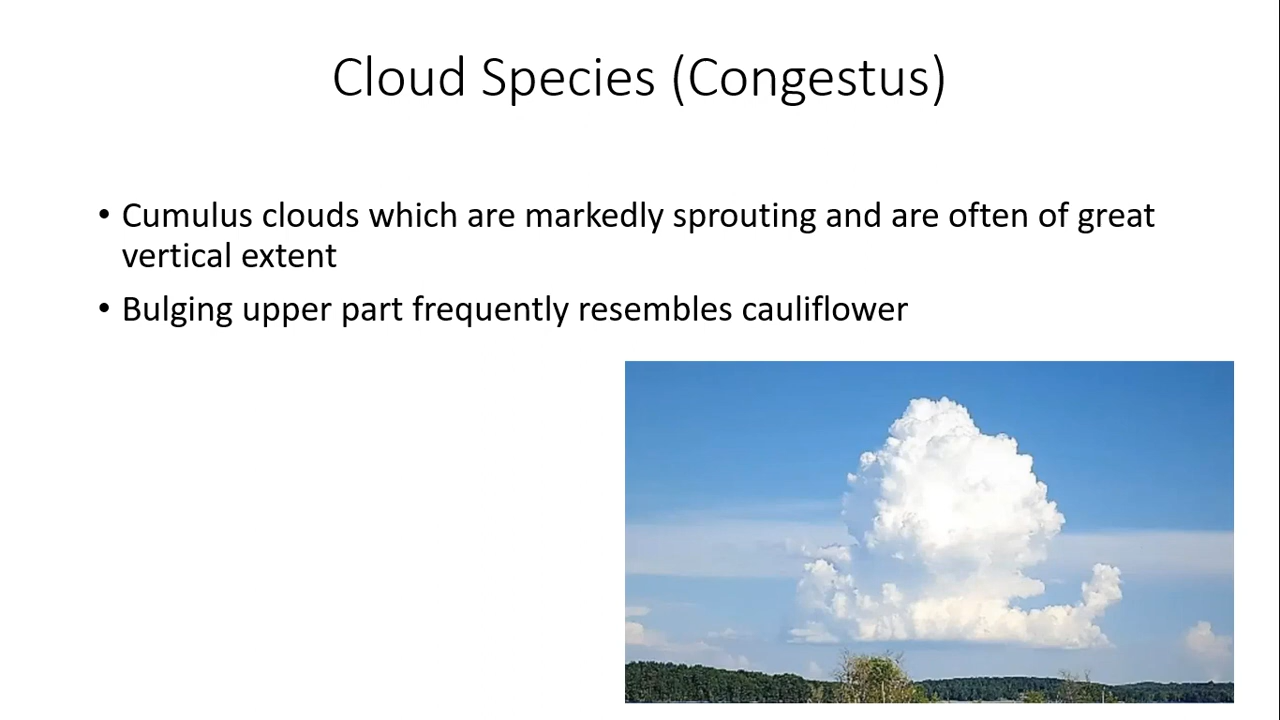 Cloud Species (Congestus)
• Cumulus clouds which are markedly sprouting and are often of great
vertical extent
• Bulging upper part frequently resembles cauliflower